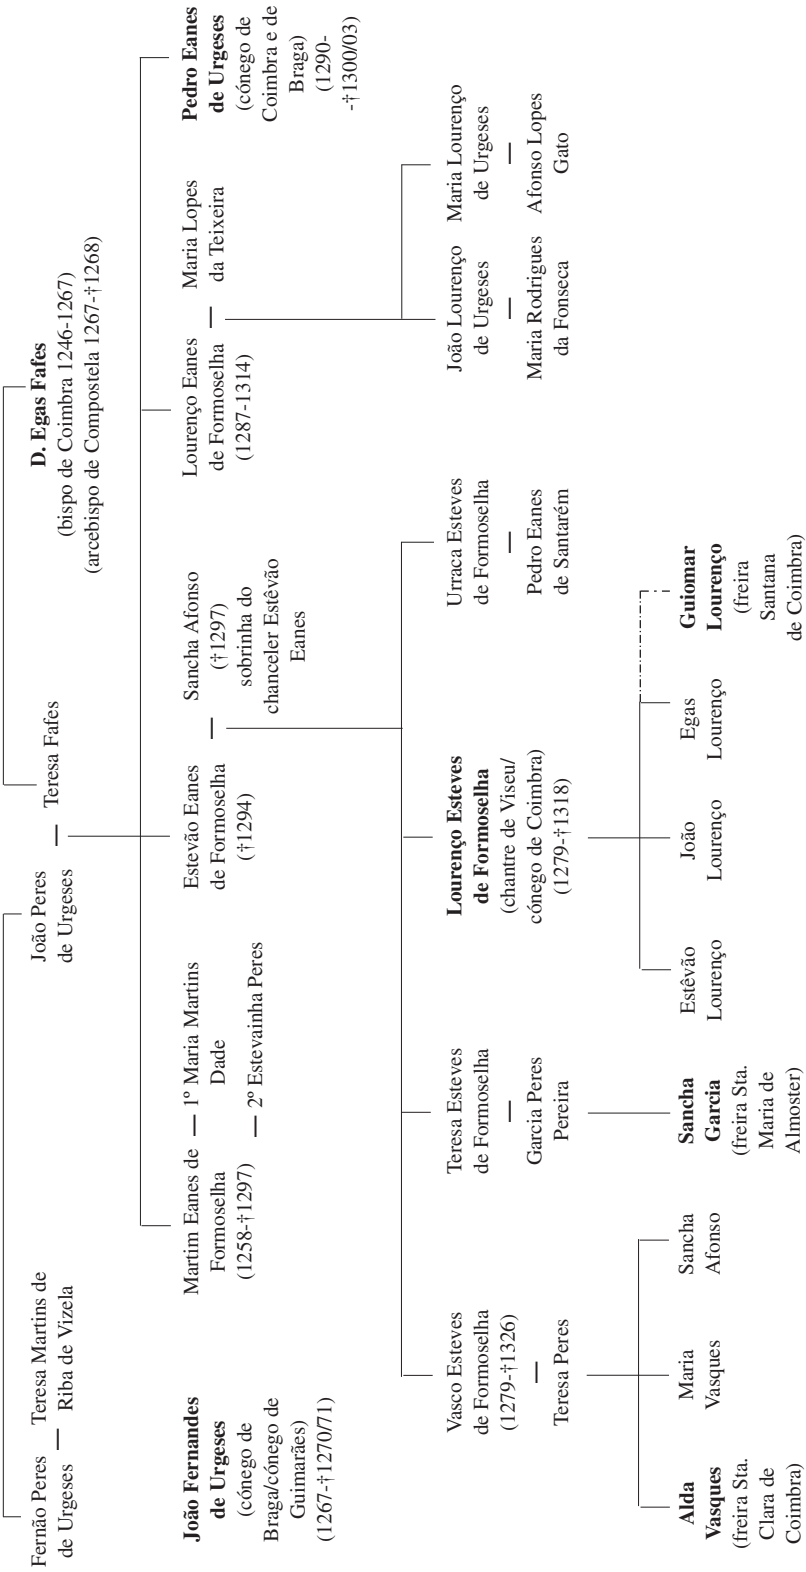 Fernão Peres
de Urgeses
Teresa Martins de
Riba de Vizela
João Peres
de Urgeses
Teresa Fafes
D. Egas Fafes
(bispo de Coimbra 1246-1267)
(arcebispo de Compostela 1267-†1268)
João Fernandes
de Urgeses
(cónego de
Braga/cónego de
Guimarães)
(1267-†1270/71)
Martim Eanes de
Formoselha
(1258-†1297)
1º Maria Martins
Dade
2º Estevainha Peres
Estevão Eanes
de Formoselha
(†1294)
Sancha Afonso
(†1297)
sobrinha do
chanceler Estêvão
Eanes
Lourenço Eanes
de Formoselha
(1287-1314)
Maria Lopes
da Teixeira
Pedro Eanes
de Urgeses
(cónego de
Coimbra e de
Braga)
(1290-
-†1300/03)
Vasco Esteves
de Formoselha
(1279-†1326)
Teresa Peres
Teresa Esteves
de Formoselha
Garcia Peres
Pereira
Lourenço Esteves
de Formoselha
(chantre de Viseu/
cónego de Coimbra)
(1279-†1318)
Urraca Esteves
de Formoselha
Pedro Eanes
de Santarém
João Lourenço
de Urgeses
Maria Rodrigues
da Fonseca
Maria Lourenço
de Urgeses
Afonso Lopes
Gato
Alda
Vasques
(freira Sta.
Clara de
Coimbra)
Maria
Vasques
Sancha
Afonso
Sancha
Garcia
(freira Sta.
Maria de
Almoster)
Estêvão
Lourenço
João
Lourenço
Egas
Lourenço
Guiomar
Lourenço
(freira
Santana
de Coimbra)